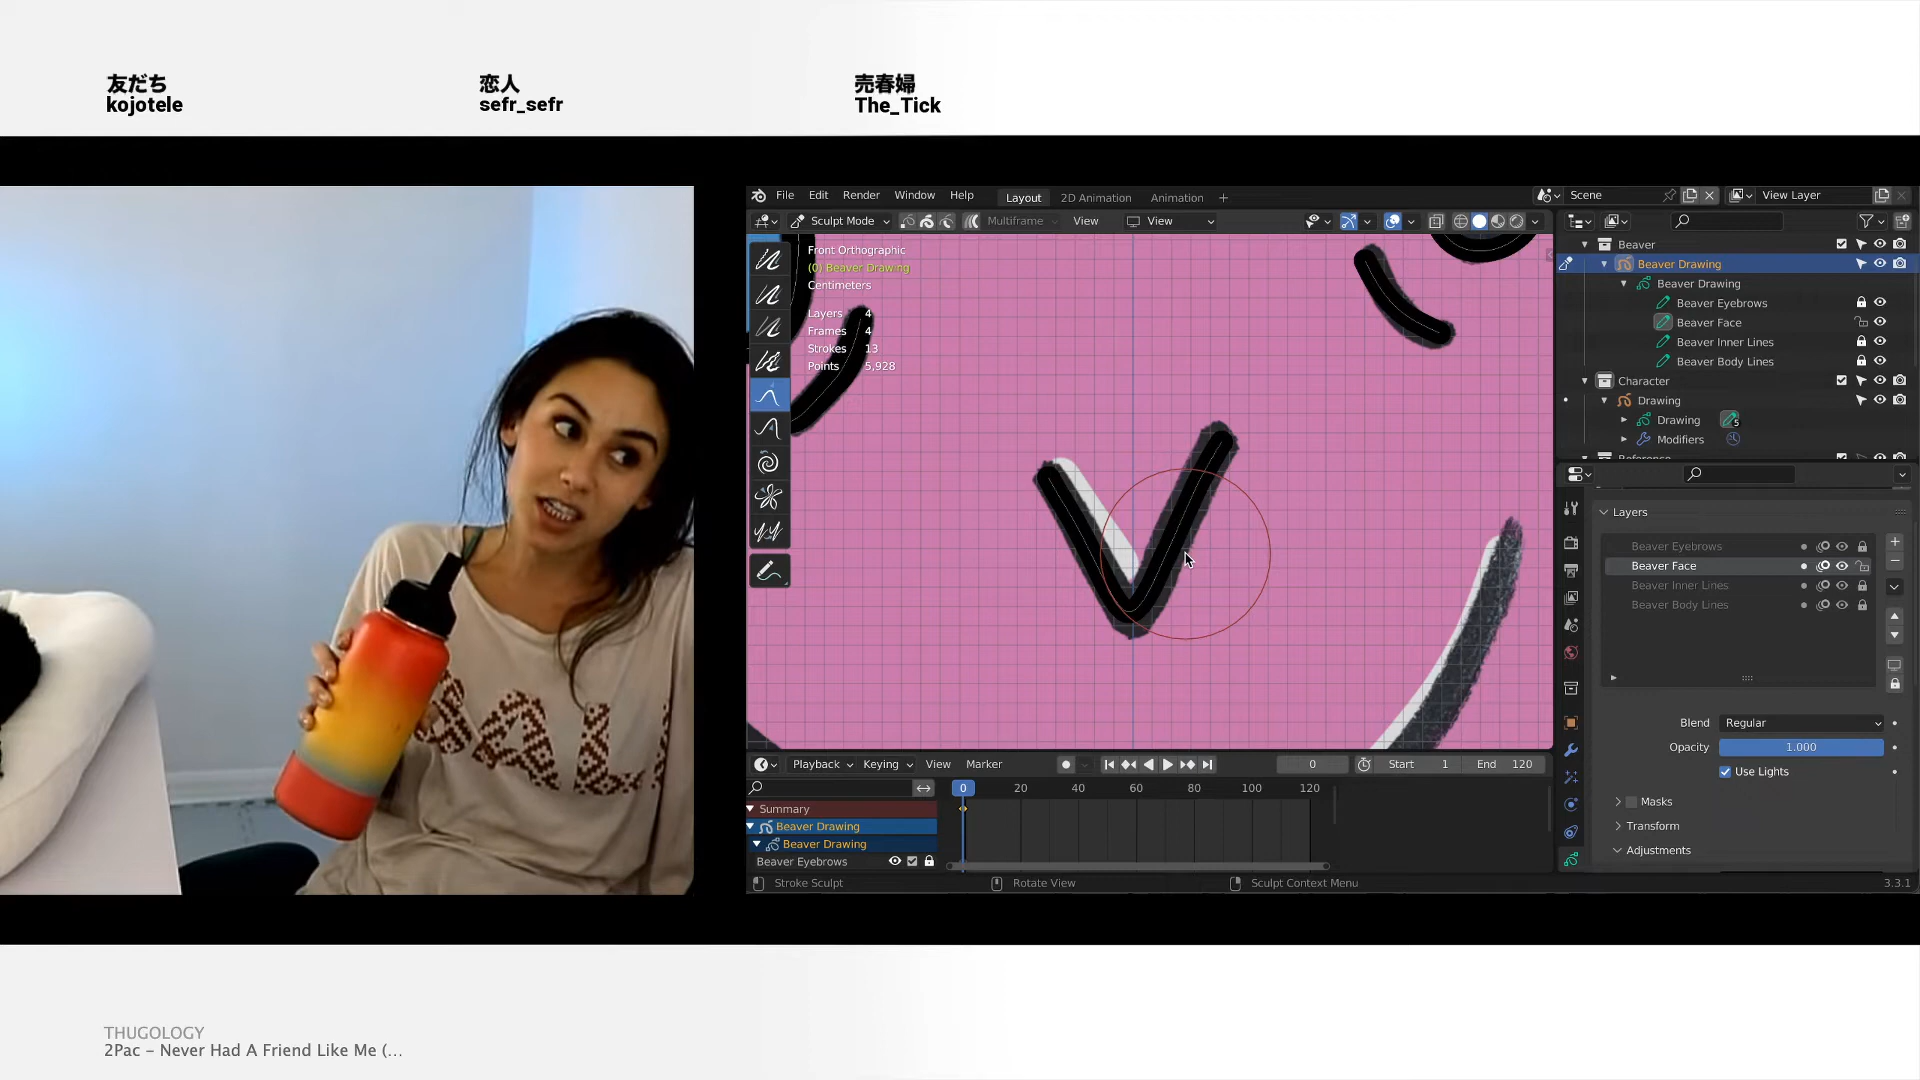 友だち
kojotele
恋人
sefr_sefr
売春婦
The_Tick
File Edit Render Window Help Layout 2D Animation Animation +
Scene
View Layer
Sculpt Mode
Multiframe
View
View
Front Orthographic
(0) Beaver Drawing
Centimeters
Layers 4
Frames 4
Strokes 13
Points 5,928
Beaver
Beaver Drawing
Beaver Drawing
Beaver Eyebrows
Beaver Face
Beaver Inner Lines
Beaver Body Lines
Character
Drawing
Drawing 5
Modifiers
Layers
Beaver Eyebrows
Beaver Face
Beaver Inner Lines
Beaver Body Lines
Blend Regular
Opacity 1.000
Use Lights
Masks
Transform
Adjustments
Playback Keying View Marker 0 Start 1 End 120
0 20 40 60 80 100 120
Summary
Beaver Drawing
Beaver Drawing
Beaver Eyebrows
Stroke Sculpt Rotate View Sculpt Context Menu 3.3.1
THUGOLOGY
2Pac - Never Had A Friend Like Me (...